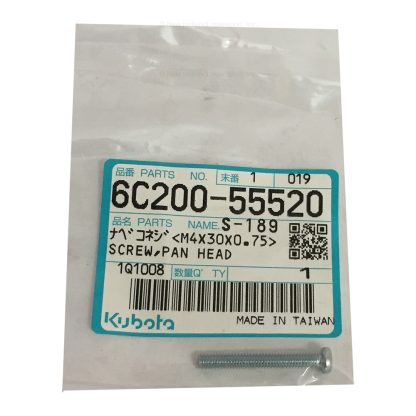 品番 PARTS NO. 末番 1 019
6C200-55520
品名 PARTS NAME S-189
ナベコネジ<M4X30X0.75>
SCREW,PAN HEAD
1Q1008 数量Q'TY 1
Kubota MADE IN TAIWAN